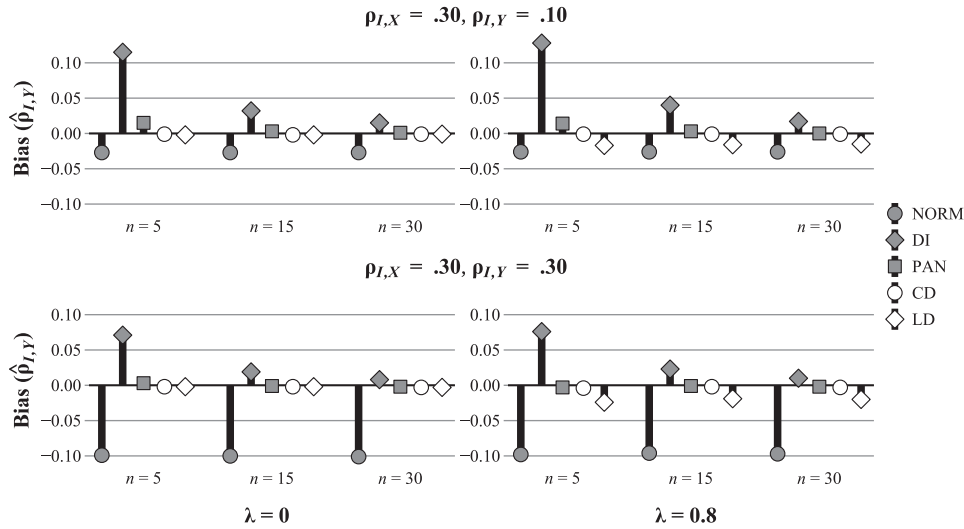 ρI,X = .30, ρI,Y = .10
Bias (ρ̂I,Y)
0.10
0.05
0.00
−0.05
−0.10
n = 5
n = 15
n = 30
n = 5
n = 15
n = 30
NORM
DI
PAN
CD
LD
ρI,X = .30, ρI,Y = .30
Bias (ρ̂I,Y)
0.10
0.05
0.00
−0.05
−0.10
0.10
0.05
0.00
−0.05
−0.10
0.10
0.05
0.00
−0.05
−0.10
n = 5
n = 15
n = 30
n = 5
n = 15
n = 30
λ = 0
λ = 0.8